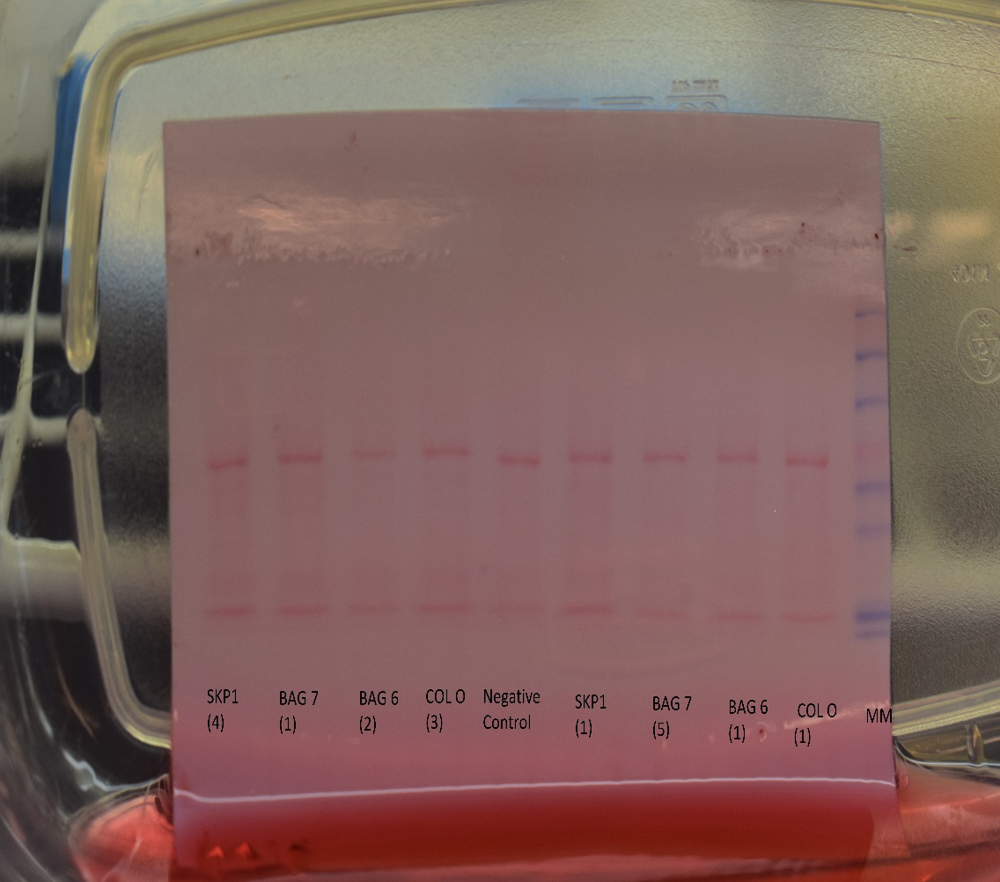 SKP1
(4)
BAG 7
(1)
BAG 6
(2)
COL O
(3)
Negative
Control
SKP1
(1)
BAG 7
(5)
BAG 6
(1)
COL O
(1)
MM